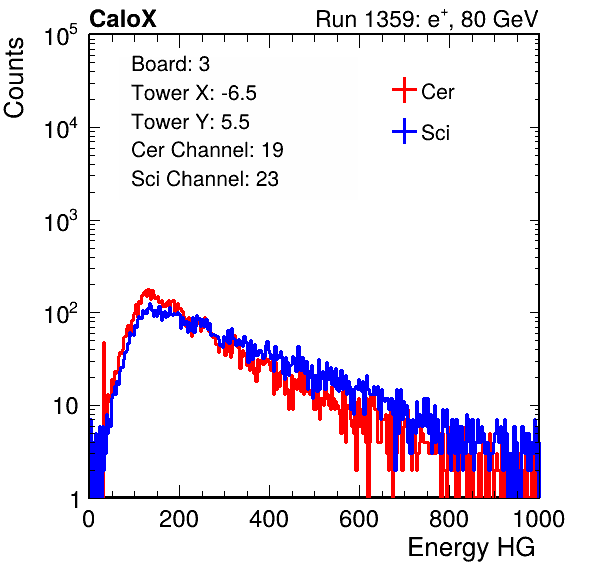 CaloX Run 1359: e⁺, 80 GeV
Counts
10⁵
10⁴
10³
10²
10
1
Board: 3
Tower X: -6.5
Tower Y: 5.5
Cer Channel: 19
Sci Channel: 23
Cer
Sci
0 200 400 600 800 1000
Energy HG